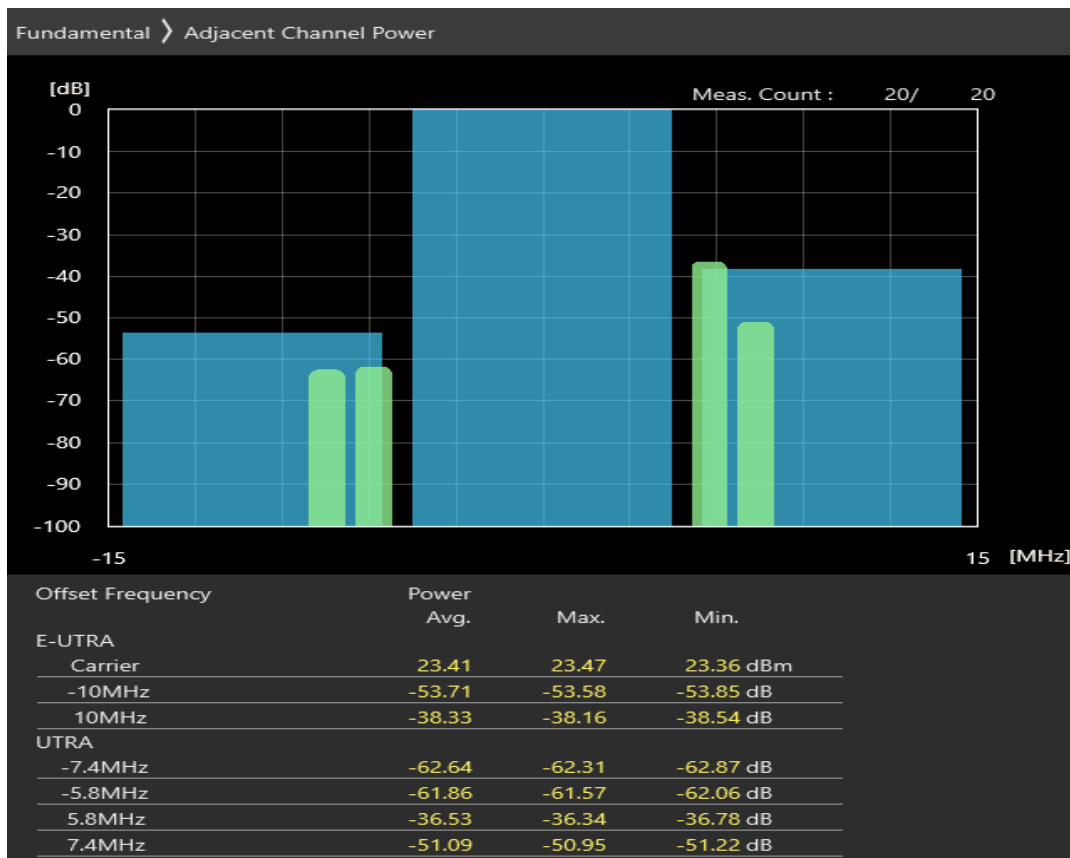 Fundamental 〉 Adjacent Channel Power
[dB]
Meas. Count : 20/ 20
0
-10
-20
-30
-40
-50
-60
-70
-80
-90
-100
-15 15 [MHz]
Offset Frequency Power
Avg. Max. Min.
E-UTRA
Carrier 23.41 23.47 23.36 dBm
-10MHz -53.71 -53.58 -53.85 dB
10MHz -38.33 -38.16 -38.54 dB
UTRA
-7.4MHz -62.64 -62.31 -62.87 dB
-5.8MHz -61.86 -61.57 -62.06 dB
5.8MHz -36.53 -36.34 -36.78 dB
7.4MHz -51.09 -50.95 -51.22 dB